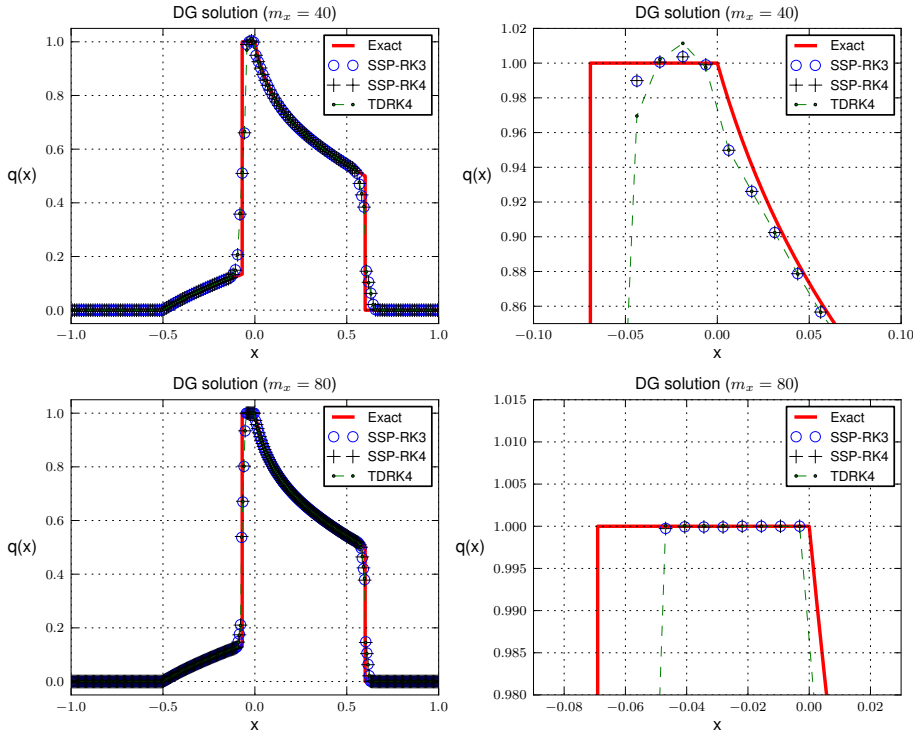 DG solution (m_x = 40)
1.0
0.8
0.6
0.4
0.2
0.0
q(x)
−1.0 −0.5 0.0 0.5 1.0
x
Exact
SSP-RK3
SSP-RK4
TDRK4
DG solution (m_x = 40)
1.02
1.00
0.98
0.96
0.94
0.92
0.90
0.88
0.86
q(x)
−0.10 −0.05 0.00 0.05 0.10
x
Exact
SSP-RK3
SSP-RK4
TDRK4
DG solution (m_x = 80)
1.0
0.8
0.6
0.4
0.2
0.0
q(x)
−1.0 −0.5 0.0 0.5 1.0
x
Exact
SSP-RK3
SSP-RK4
TDRK4
DG solution (m_x = 80)
1.015
1.010
1.005
1.000
0.995
0.990
0.985
0.980
q(x)
−0.08 −0.06 −0.04 −0.02 0.00 0.02
x
Exact
SSP-RK3
SSP-RK4
TDRK4